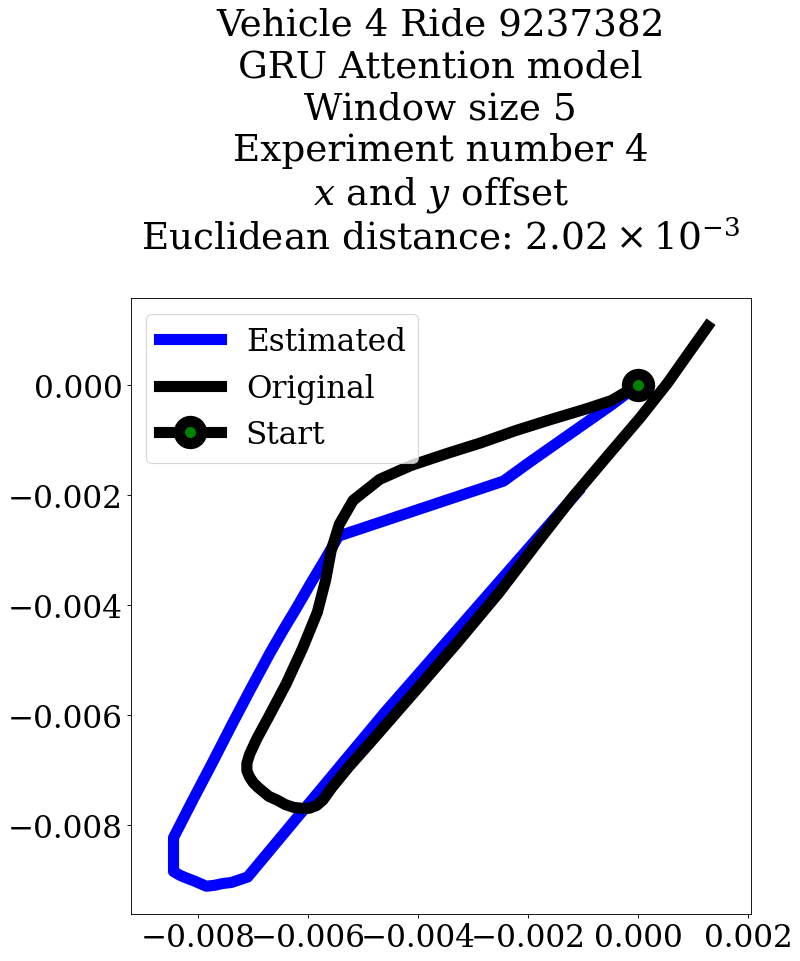 Vehicle 4 Ride 9237382
GRU Attention model
Window size 5
Experiment number 4
x and y offset
Euclidean distance: 2.02 × 10⁻³
Estimated
Original
Start
0.000
−0.002
−0.004
−0.006
−0.008
−0.008 −0.006 −0.004 −0.002 0.000 0.002